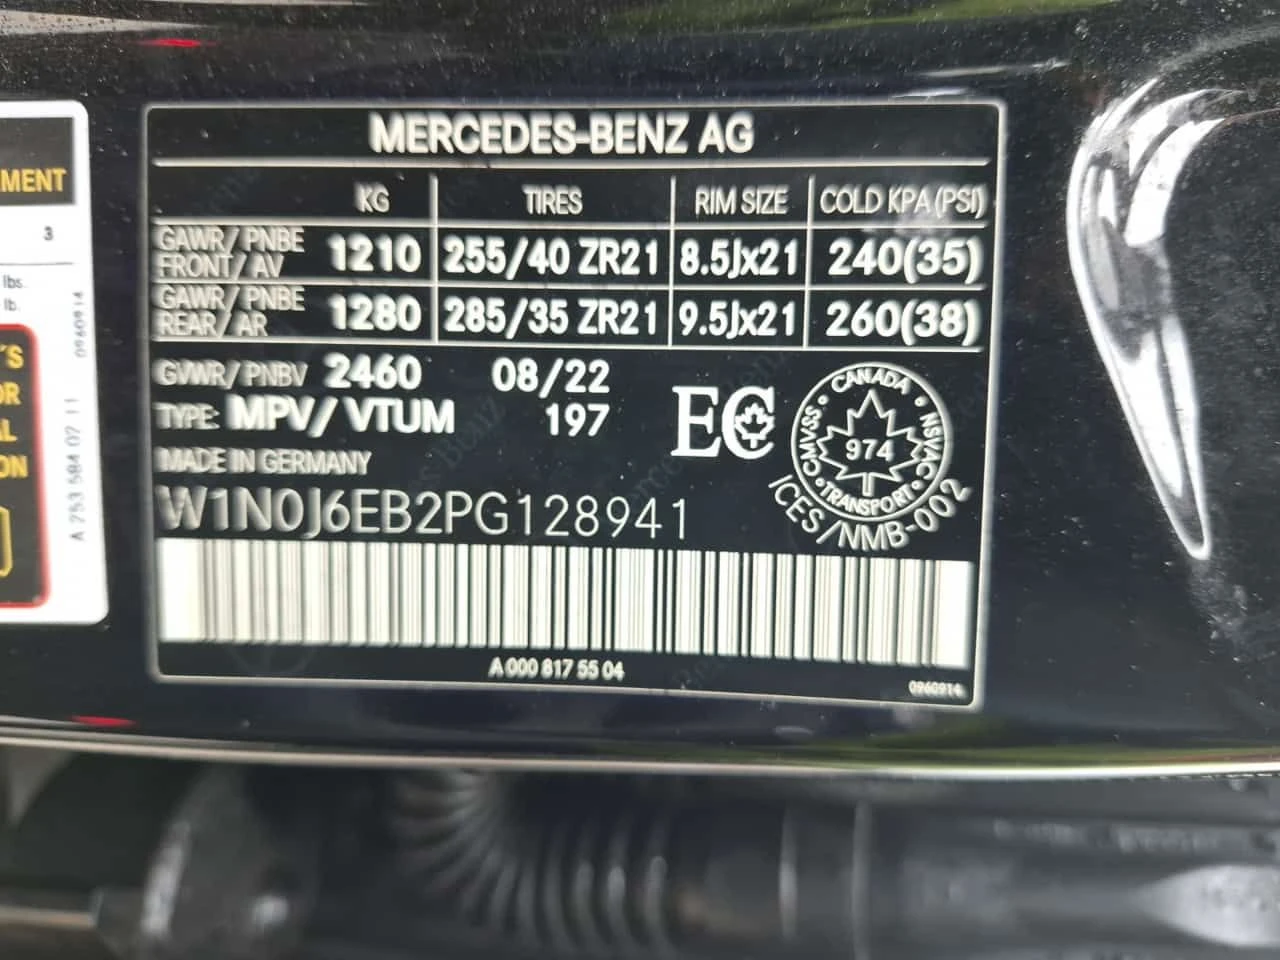 MERCEDES-BENZ AG
KG TIRES RIM SIZE COLD KPA (PSI)
GAWR/ PNBE
FRONT/ AV 1210 255/40 ZR21 8.5Jx21 240(35)
GAWR/ PNBE
REAR/ AR 1280 285/35 ZR21 9.5Jx21 260(38)
GVWR/ PNBV 2460 08/22
TYPE: MPV/ VTUM 197
MADE IN GERMANY
W1N0J6EB2PG128941
A 000 817 55 04
0960914
EC
CANADA
CMVSS
NSVAC
974
TRANSPORT
ICES/NMB-002
MENT
3
lbs.
lb.
'S
OR
AL
ON
A 253 584 07 11
0960914